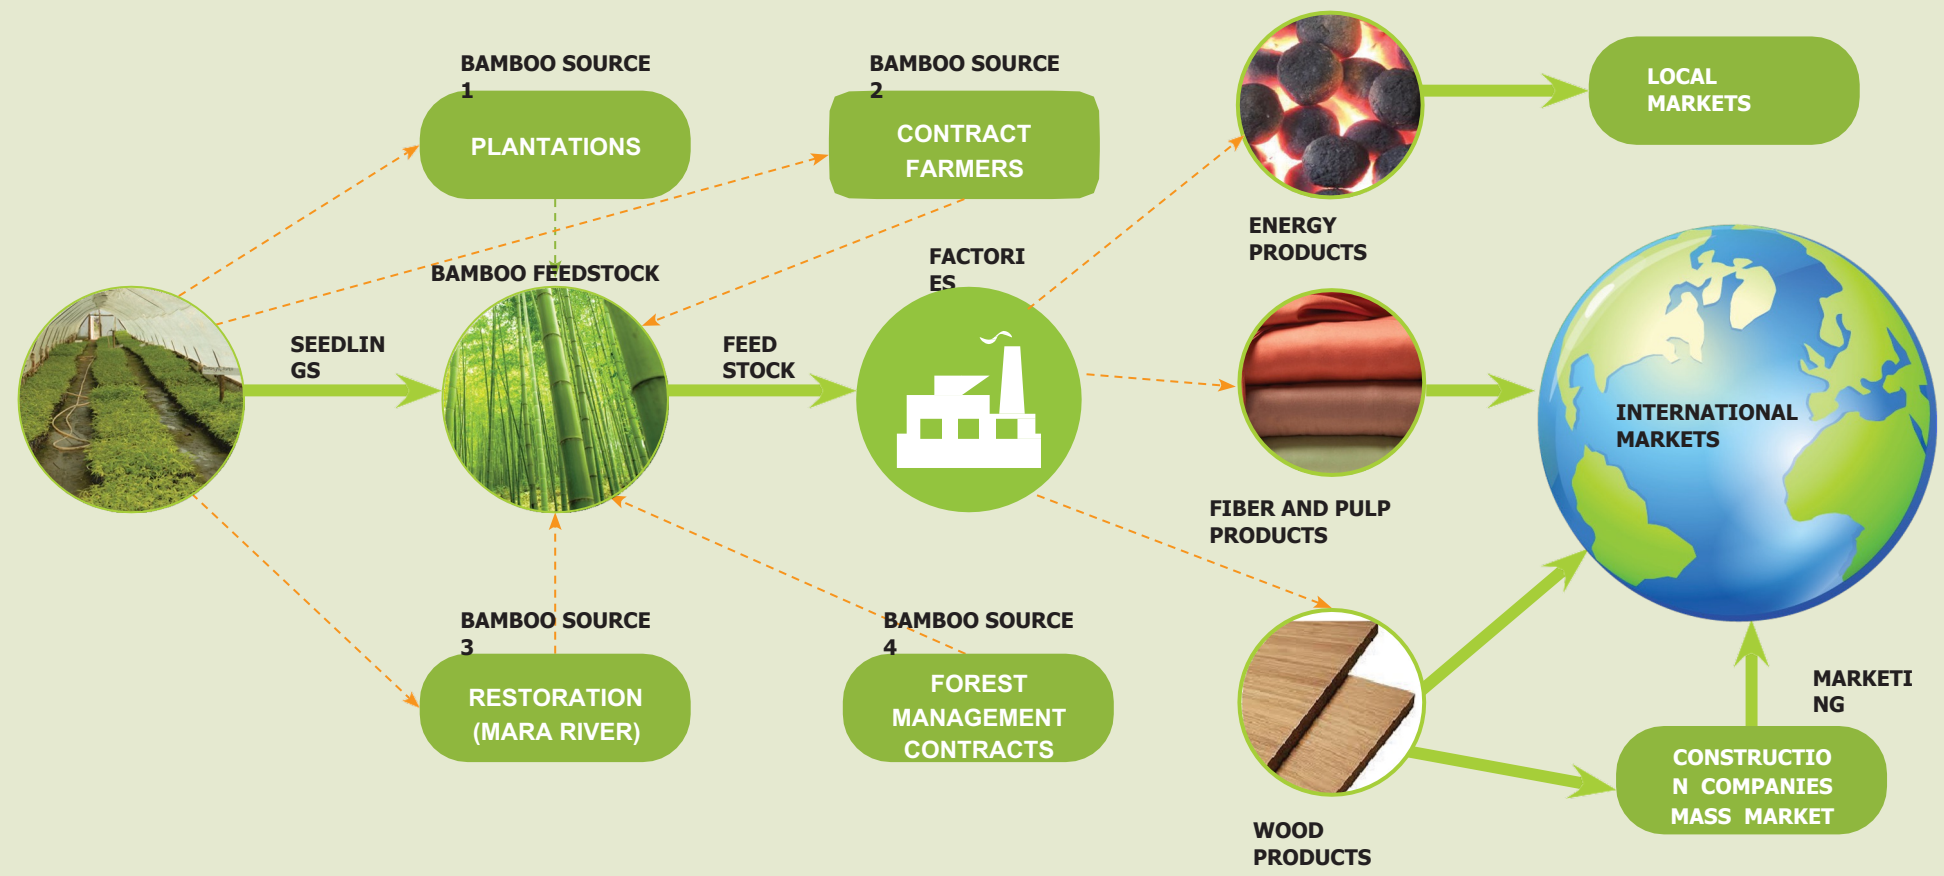 BAMBOO SOURCE
1
PLANTATIONS
BAMBOO SOURCE
2
CONTRACT
FARMERS
LOCAL
MARKETS
ENERGY
PRODUCTS
BAMBOO FEEDSTOCK
FACTORI
ES
SEEDLIN
GS
FEED
STOCK
INTERNATIONAL
MARKETS
FIBER AND PULP
PRODUCTS
BAMBOO SOURCE
3
RESTORATION
(MARA RIVER)
BAMBOO SOURCE
4
FOREST
MANAGEMENT
CONTRACTS
MARKETI
NG
CONSTRUCTIO
N COMPANIES
MASS MARKET
WOOD
PRODUCTS